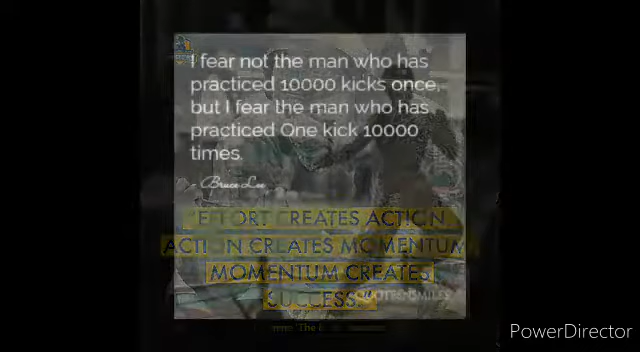 I fear not the man who has
practiced 10000 kicks once,
but I fear the man who has
practiced One kick 10000
times.
Bruce Lee
"EFFORT CREATES ACTION
ACTION CREATES MOMENTUM
MOMENTUM CREATES
SUCCESS."
PowerDirector